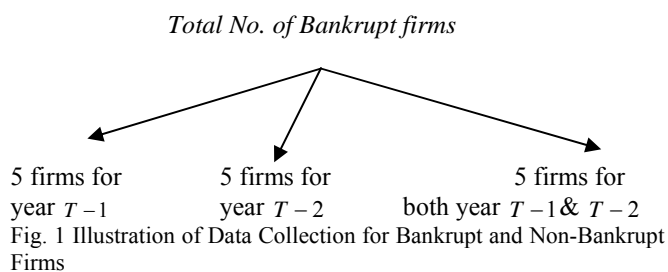 Total No. of Bankrupt firms
5 firms for 5 firms for 5 firms for
year T – 1 year T – 2 both year T – 1 & T – 2
Fig. 1 Illustration of Data Collection for Bankrupt and Non-Bankrupt
Firms